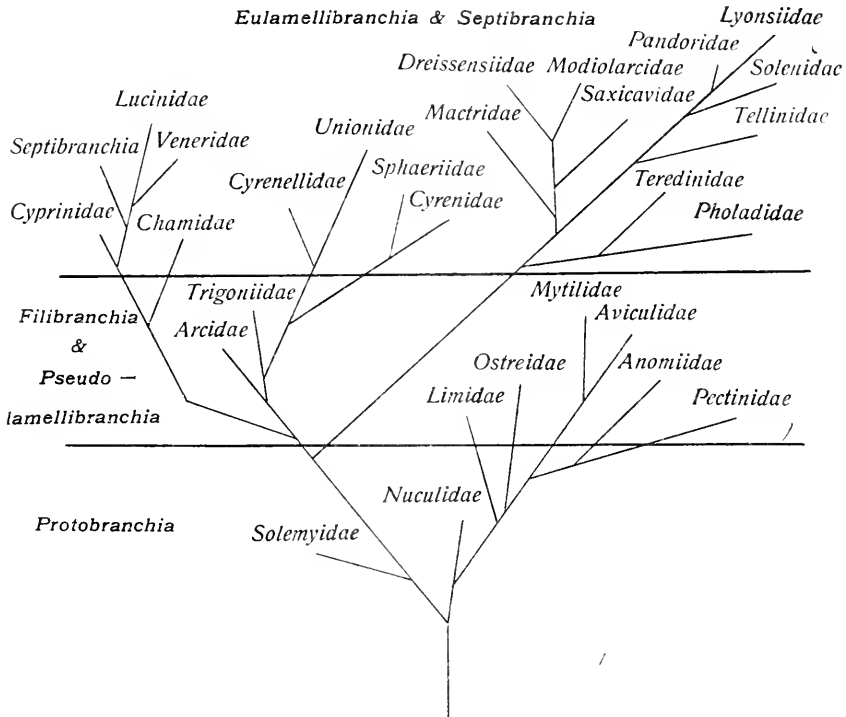 Eulamellibranchia & Septibranchia
Lyonsiidae
Pandoridae
Solenidae
Dreissensiidae
Modiolarcidae
Saxicavidae
Tellinidae
Lucinidae
Veneridae
Septibranchia
Unionidae
Mactridae
Sphaeriidae
Cyrenellidae
Cyrenidae
Teredinidae
Pholadidae
Cyprinidae
Chamidae
Trigoniidae
Arcidae
Mytilidae
Aviculidae
Filibranchia
&
Pseudo —
lamellibranchia
Ostreidae
Anomiidae
Limidae
Pectinidae
Nuculidae
Protobranchia
Solemyidae